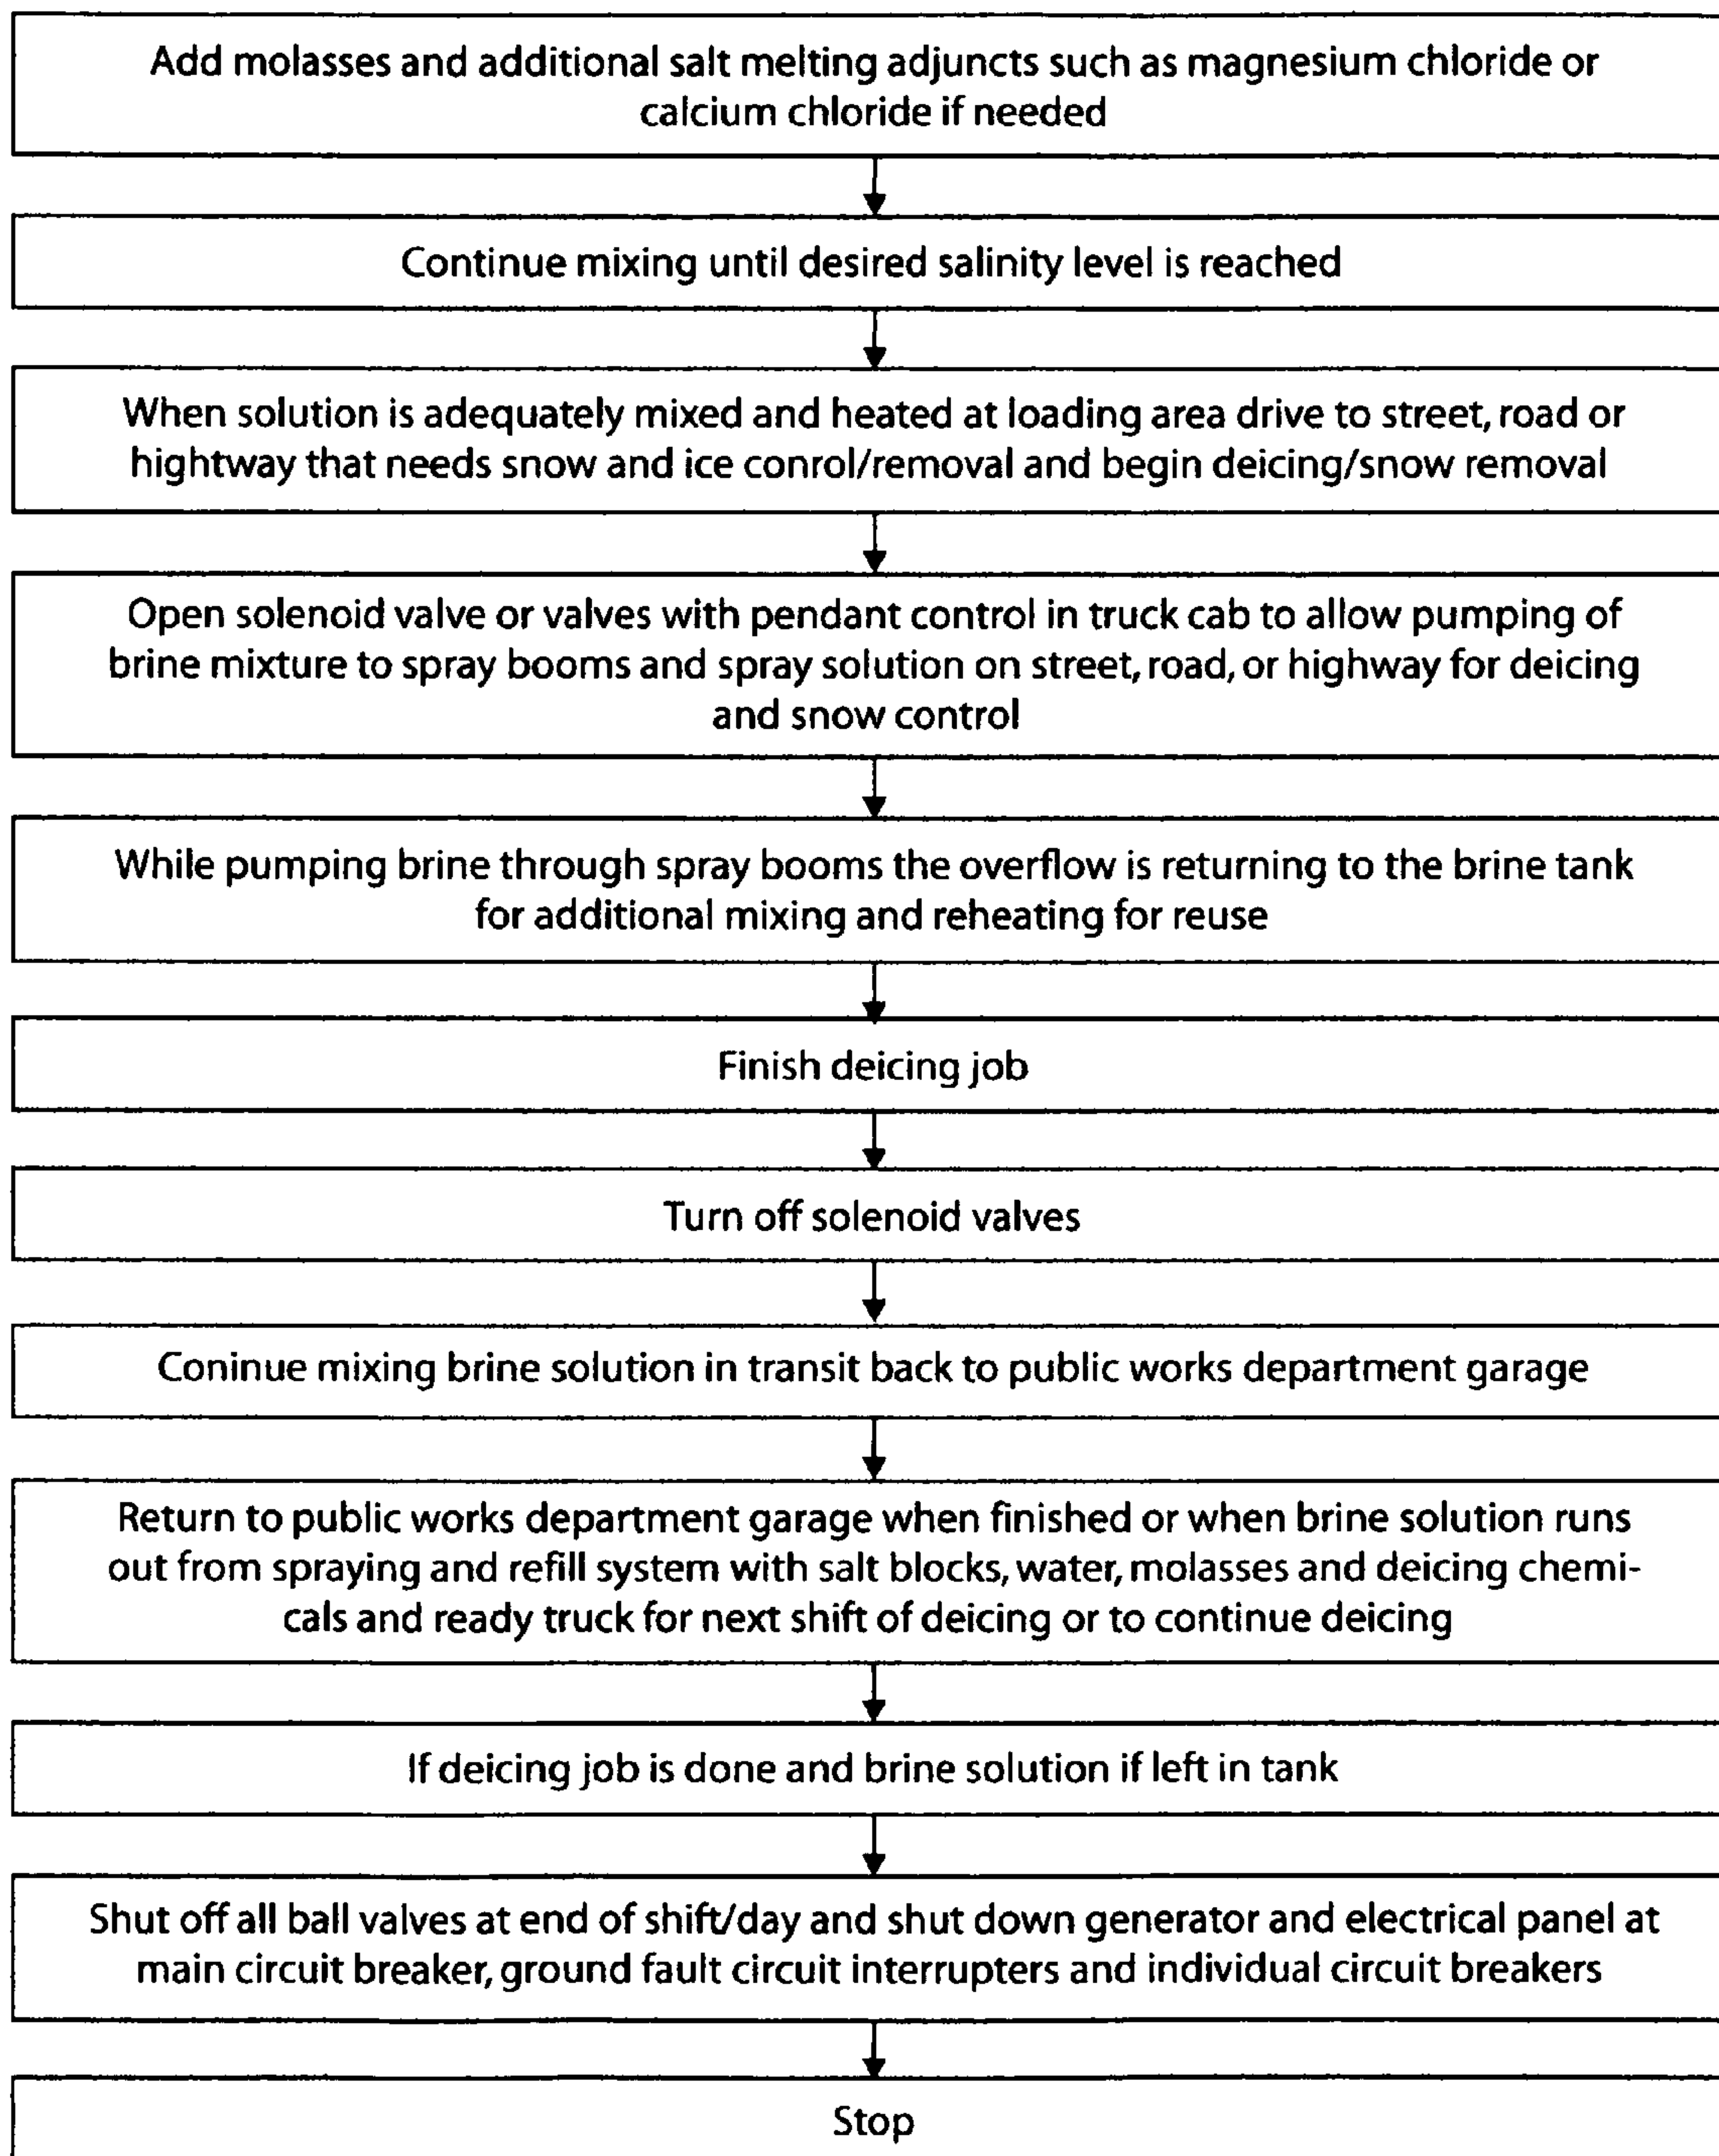 Add molasses and additional salt melting adjuncts such as magnesium chloride or
calcium chloride if needed
Continue mixing until desired salinity level is reached
When solution is adequately mixed and heated at loading area drive to street, road or
hightway that needs snow and ice conrol/removal and begin deicing/snow removal
Open solenoid valve or valves with pendant control in truck cab to allow pumping of
brine mixture to spray booms and spray solution on street, road, or highway for deicing
and snow control
While pumping brine through spray booms the overflow is returning to the brine tank
for additional mixing and reheating for reuse
Finish deicing job
Turn off solenoid valves
Coninue mixing brine solution in transit back to public works department garage
Return to public works department garage when finished or when brine solution runs
out from spraying and refill system with salt blocks, water, molasses and deicing chemi-
cals and ready truck for next shift of deicing or to continue deicing
If deicing job is done and brine solution if left in tank
Shut off all ball valves at end of shift/day and shut down generator and electrical panel at
main circuit breaker, ground fault circuit interrupters and individual circuit breakers
Stop